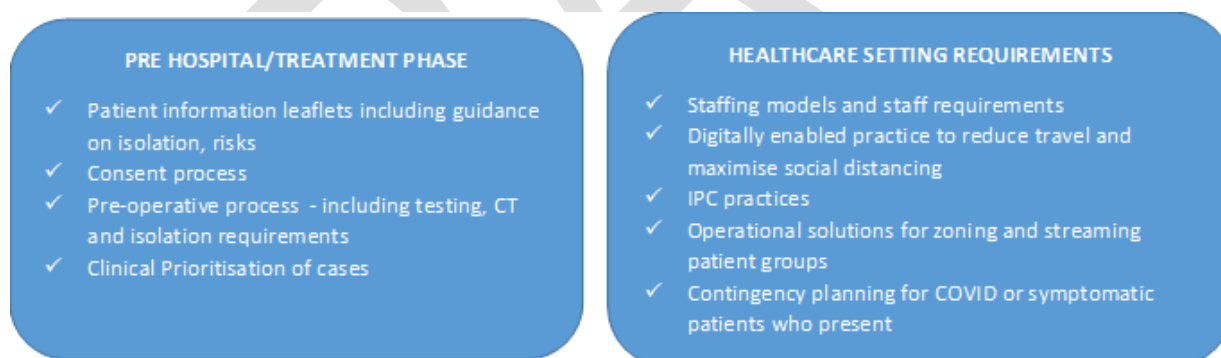 PRE HOSPITAL/TREATMENT PHASE
✓ Patient information leaflets including guidance
on isolation, risks
✓ Consent process
✓ Pre-operative process - including testing, CT
and isolation requirements
✓ Clinical Prioritisation of cases
HEALTHCARE SETTING REQUIREMENTS
✓ Staffing models and staff requirements
✓ Digitally enabled practice to reduce travel and
maximise social distancing
✓ IPC practices
✓ Operational solutions for zoning and streaming
patient groups
✓ Contingency planning for COVID or symptomatic
patients who present